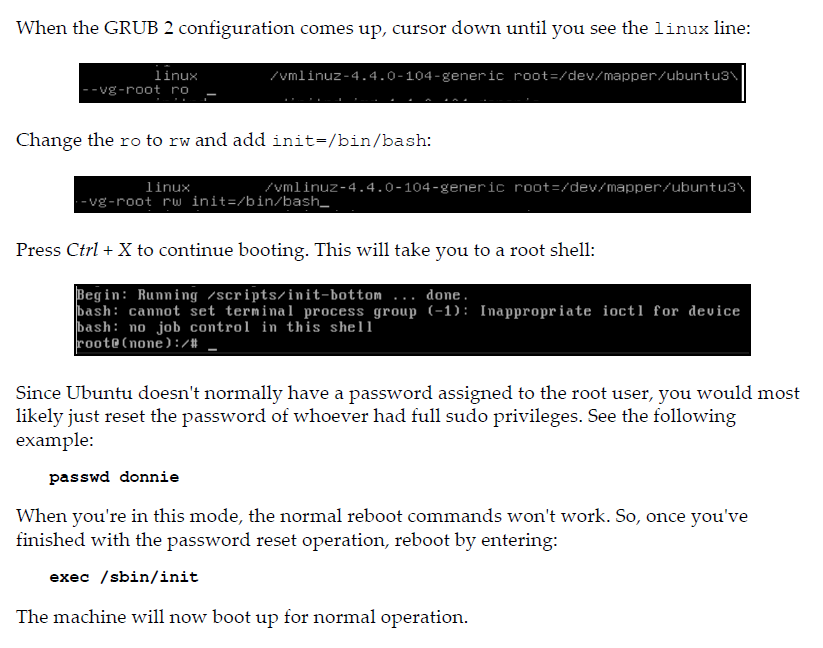 When the GRUB 2 configuration comes up, cursor down until you see the linux line:
linux /vmlinuz-4.4.0-104-generic root=/dev/mapper/ubuntu3\
--vg-root ro _
Change the ro to rw and add init=/bin/bash:
linux /vmlinuz-4.4.0-104-generic root=/dev/mapper/ubuntu3\
--vg-root rw init=/bin/bash_
Press Ctrl + X to continue booting. This will take you to a root shell:
Begin: Running /scripts/init-bottom ... done.
bash: cannot set terminal process group (-1): Inappropriate ioctl for device
bash: no job control in this shell
root@(none):/# _
Since Ubuntu doesn't normally have a password assigned to the root user, you would most
likely just reset the password of whoever had full sudo privileges. See the following
example:
passwd donnie
When you're in this mode, the normal reboot commands won't work. So, once you've
finished with the password reset operation, reboot by entering:
exec /sbin/init
The machine will now boot up for normal operation.